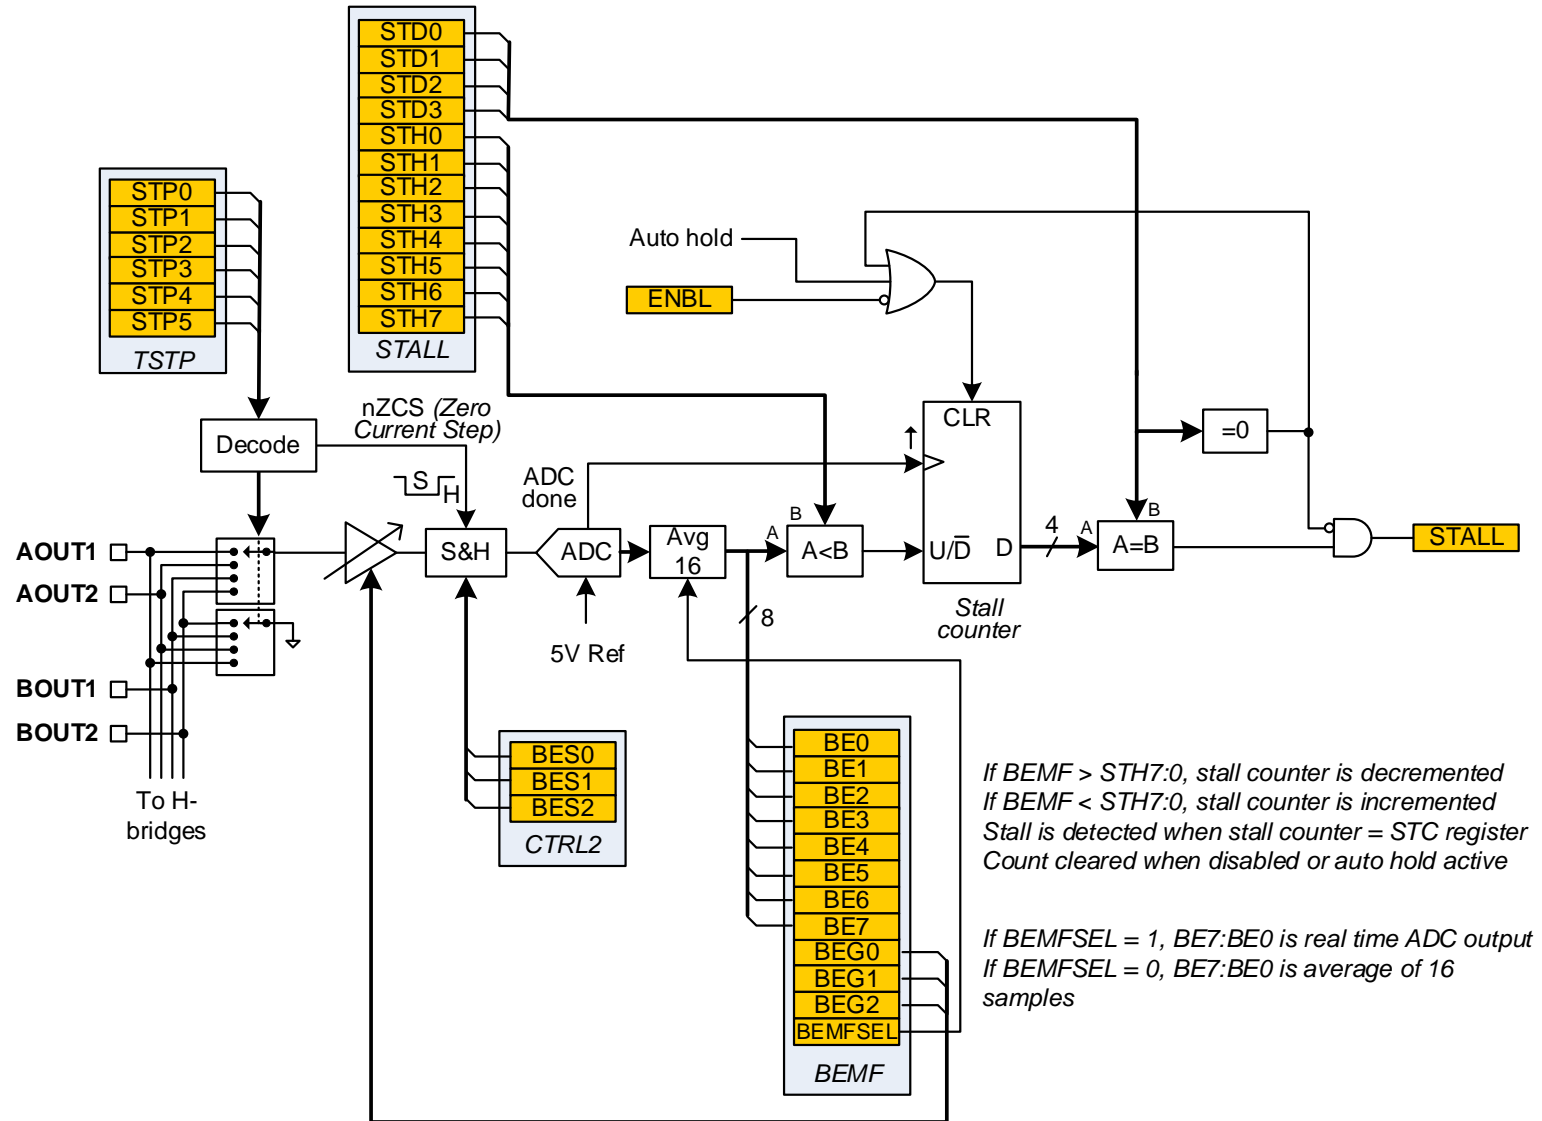 STD0
STD1
STD2
STD3
STH0
STH1
STH2
STH3
STH4
STH5
STH6
STH7
STALL
STP0
STP1
STP2
STP3
STP4
STP5
TSTP
Auto hold
ENBL
Decode
nZCS (Zero
Current Step)
S
H
ADC
done
CLR
=0
AOUT1
AOUT2
BOUT1
BOUT2
To H-
bridges
S&H
ADC
5V Ref
Avg
16
A
B
A<B
U/D̅
D
Stall
counter
4
A
B
A=B
STALL
8
BES0
BES1
BES2
CTRL2
BE0
BE1
BE2
BE3
BE4
BE5
BE6
BE7
BEG0
BEG1
BEG2
BEMFSEL
BEMF
If BEMF > STH7:0, stall counter is decremented
If BEMF < STH7:0, stall counter is incremented
Stall is detected when stall counter = STC register
Count cleared when disabled or auto hold active
If BEMFSEL = 1, BE7:BE0 is real time ADC output
If BEMFSEL = 0, BE7:BE0 is average of 16
samples